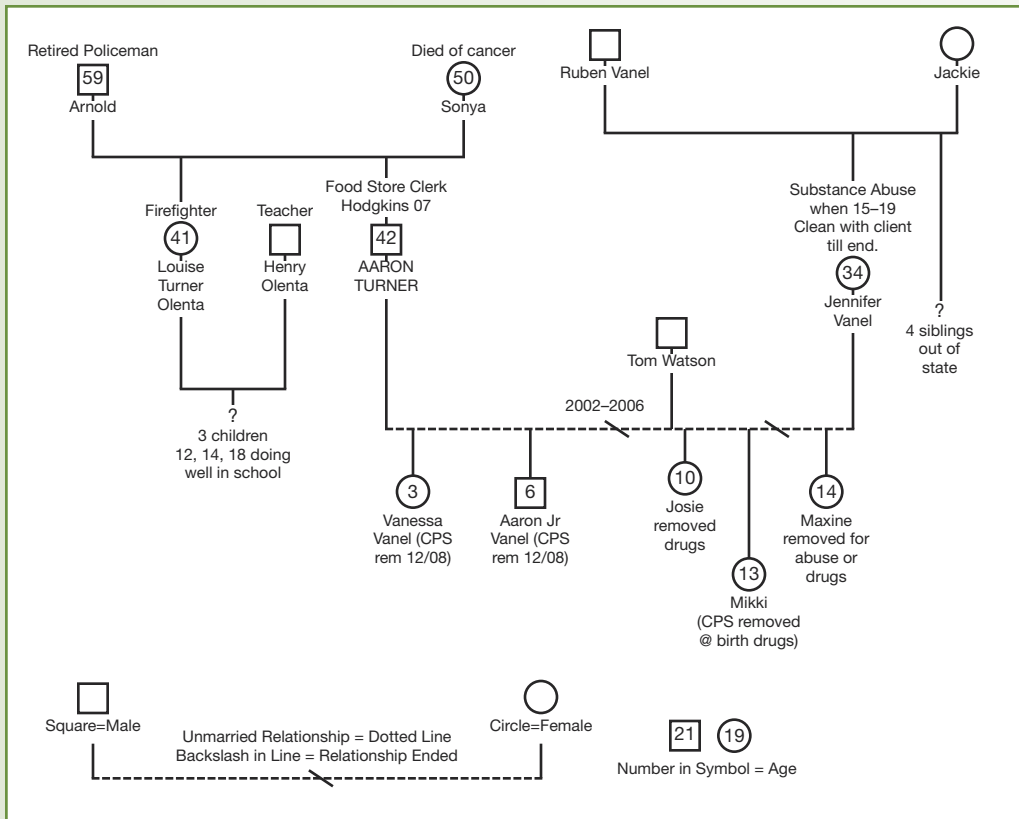 Retired Policeman
59
Arnold
Died of cancer
50
Sonya
Ruben Vanel
Jackie
Firefighter
41
Louise
Turner
Olenta
Teacher
Henry
Olenta
Food Store Clerk
Hodgkins 07
42
AARON
TURNER
Substance Abuse
when 15–19
Clean with client
till end.
34
Jennifer
Vanel
?
4 siblings
out of
state
?
3 children
12, 14, 18 doing
well in school
Tom Watson
2002–2006
3
Vanessa
Vanel (CPS
rem 12/08)
6
Aaron Jr
Vanel (CPS
rem 12/08)
10
Josie
removed
drugs
13
Mikki
(CPS removed
@ birth drugs)
14
Maxine
removed for
abuse or
drugs
Square=Male
Unmarried Relationship = Dotted Line
Backslash in Line = Relationship Ended
Circle=Female
21
19
Number in Symbol = Age